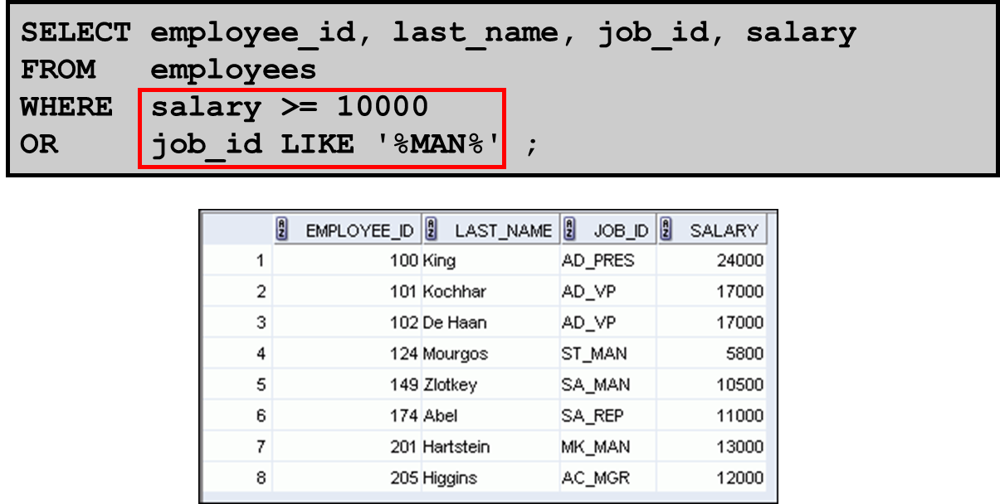 SELECT employee_id, last_name, job_id, salary
FROM employees
WHERE salary >= 10000
OR job_id LIKE '%MAN%' ;
EMPLOYEE_ID LAST_NAME JOB_ID SALARY
1 100 King AD_PRES 24000
2 101 Kochhar AD_VP 17000
3 102 De Haan AD_VP 17000
4 124 Mourgos ST_MAN 5800
5 149 Zlotkey SA_MAN 10500
6 174 Abel SA_REP 11000
7 201 Hartstein MK_MAN 13000
8 205 Higgins AC_MGR 12000